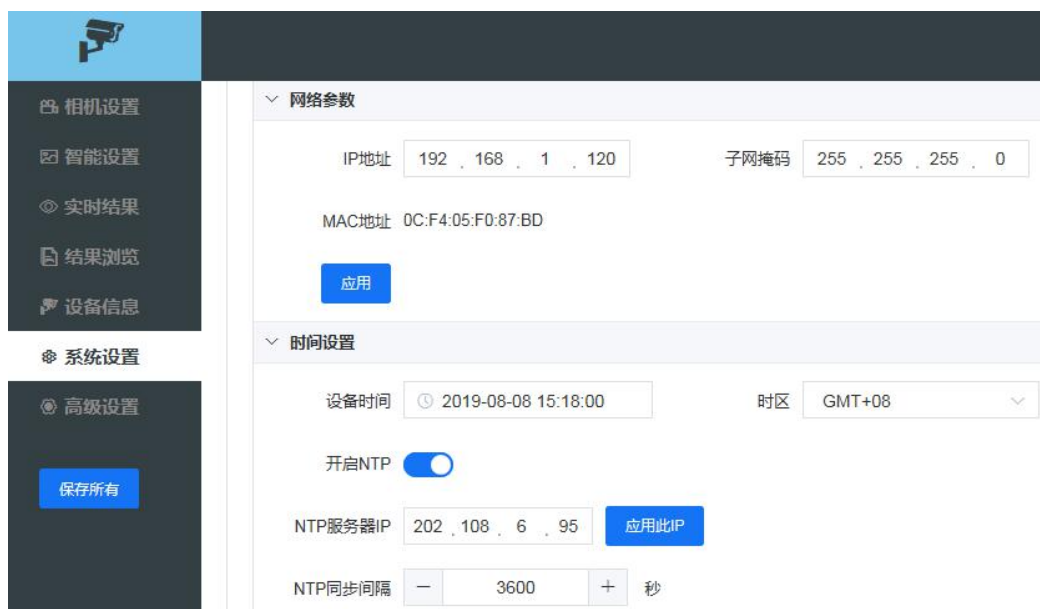 相机设置
智能设置
实时结果
结果浏览
设备信息
系统设置
高级设置
保存所有
网络参数
IP地址 192 . 168 . 1 . 120 子网掩码 255 . 255 . 255 . 0
MAC地址 0C:F4:05:F0:87:BD
应用
时间设置
设备时间 2019-08-08 15:18:00 时区 GMT+08
开启NTP
NTP服务器IP 202 . 108 . 6 . 95 应用此IP
NTP同步间隔 − 3600 + 秒